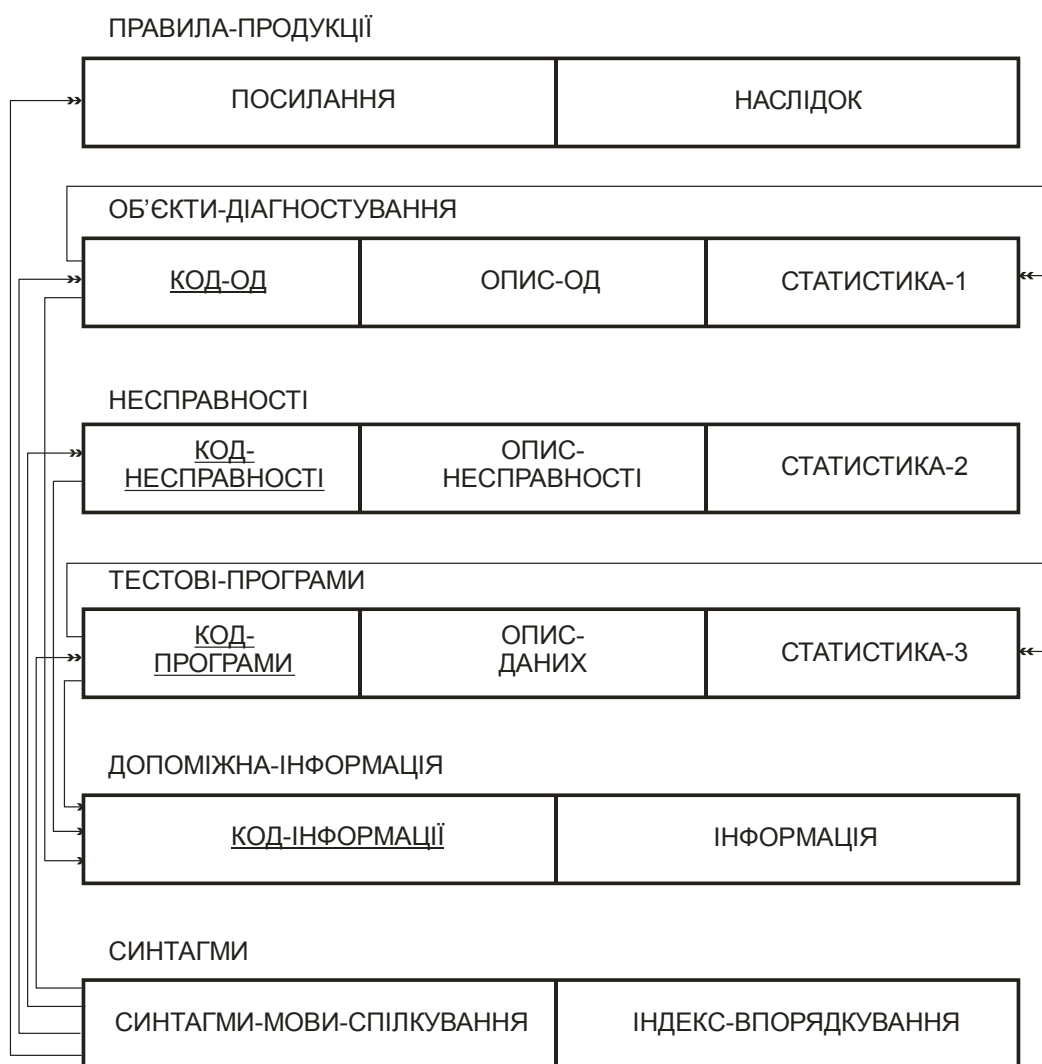 ПРАВИЛА-ПРОДУКЦІЇ
ПОСИЛАННЯ
НАСЛІДОК
ОБ’ЄКТИ-ДІАГНОСТУВАННЯ
КОД-ОД
ОПИС-ОД
СТАТИСТИКА-1
НЕСПРАВНОСТІ
КОД-
НЕСПРАВНОСТІ
ОПИС-
НЕСПРАВНОСТІ
СТАТИСТИКА-2
ТЕСТОВІ-ПРОГРАМИ
КОД-
ПРОГРАМИ
ОПИС-
ДАНИХ
СТАТИСТИКА-3
ДОПОМІЖНА-ІНФОРМАЦІЯ
КОД-ІНФОРМАЦІЇ
ІНФОРМАЦІЯ
СИНТАГМИ
СИНТАГМИ-МОВИ-СПІЛКУВАННЯ
ІНДЕКС-ВПОРЯДКУВАННЯ